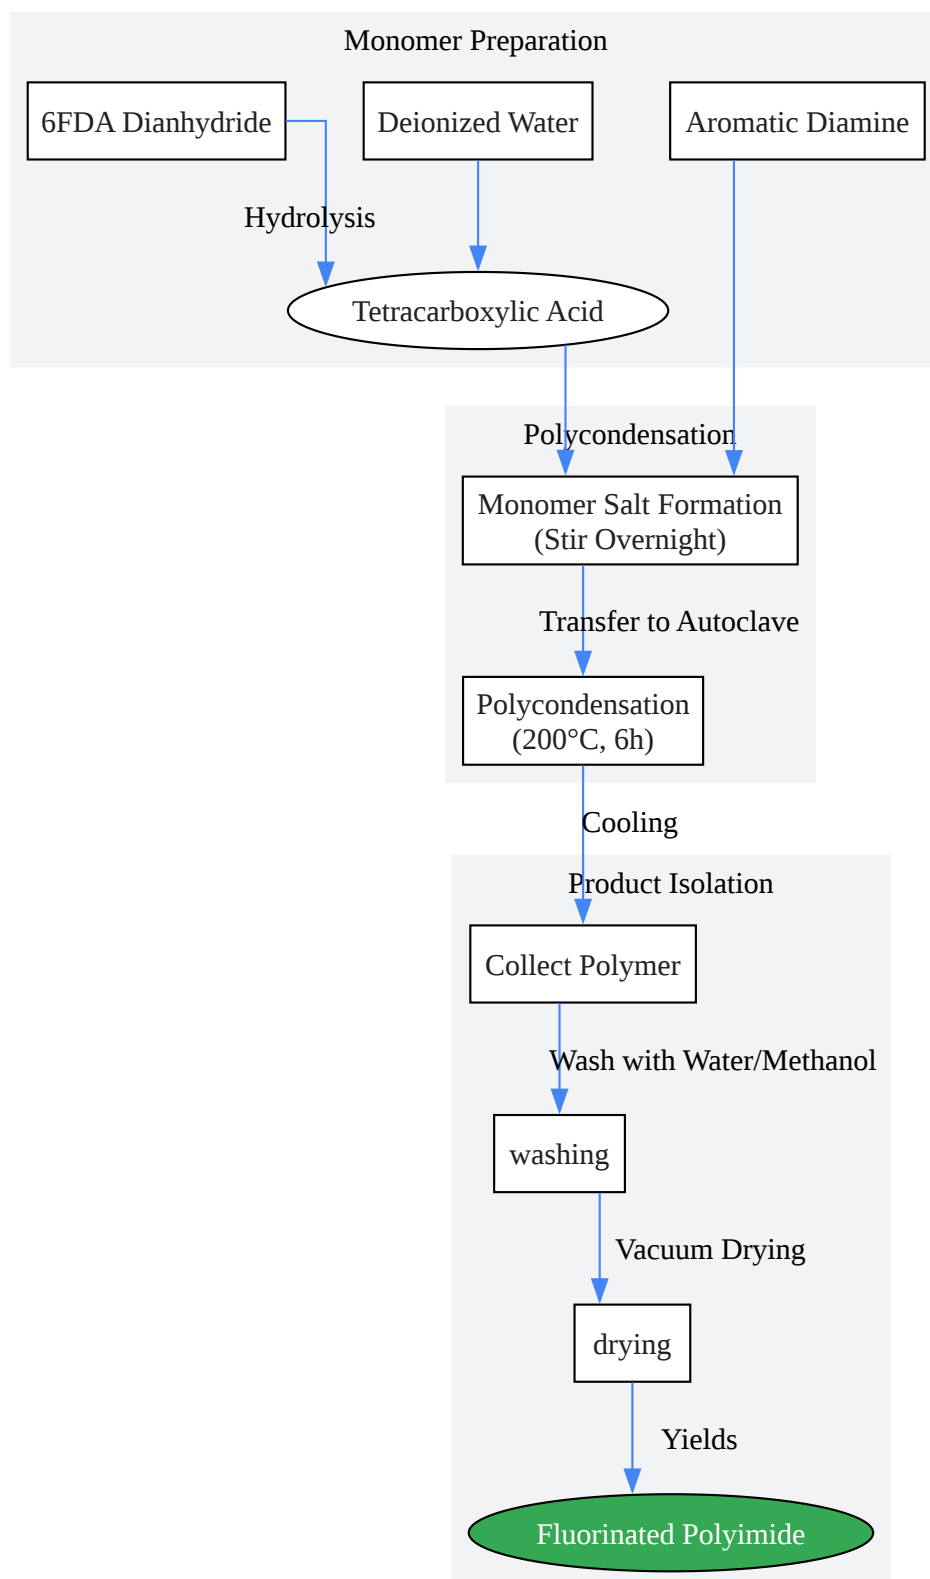 Monomer Preparation
6FDA Dianhydride
Deionized Water
Aromatic Diamine
Hydrolysis
Tetracarboxylic Acid
Polycondensation
Monomer Salt Formation
(Stir Overnight)
Transfer to Autoclave
Polycondensation
(200°C, 6h)
Cooling
Product Isolation
Collect Polymer
Wash with Water/Methanol
washing
Vacuum Drying
drying
Yields
Fluorinated Polyimide